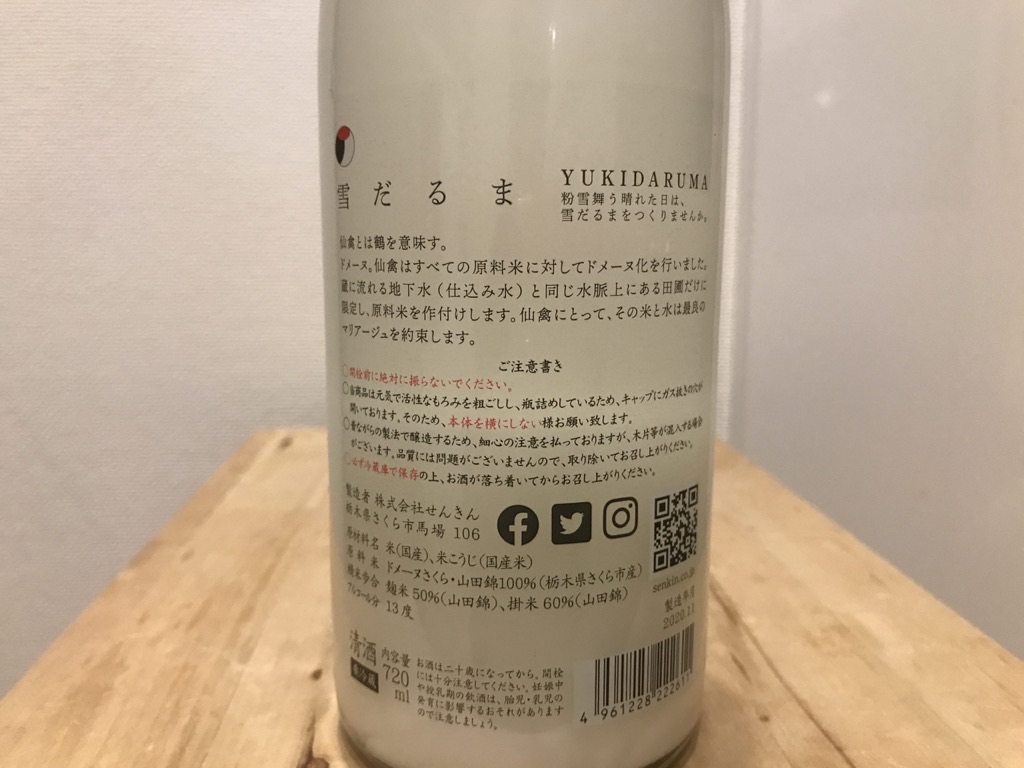 雪だるま
YUKIDARUMA
粉雪舞う晴れた日は、
雪だるまをつくりませんか。
仙禽とは鶴を意味す。
ドメーヌ。仙禽はすべての原料米に対してドメーヌ化を行いました。
蔵に流れる地下水（仕込み水）と同じ水脈上にある田圃だけに
限定し、原料米を作付けします。仙禽にとって、その米と水は最良の
マリアージュを約束します。
ご注意書き
○開栓前に絶対に振らないでください。
○当商品は元気で活性なもろみを粗ごしし、瓶詰めしているため、キャップにガス抜きの穴が
開いております。そのため、本体を横にしない様お願い致します。
○昔ながらの製法で醸造するため、細心の注意を払っておりますが、木片等が混入する場合
がございます。品質には問題がございませんので、取り除いてお召し上がりください。
○必ず冷蔵庫で保存の上、お酒が落ち着いてからお召し上がりください。
製造者 株式会社せんきん
栃木県さくら市馬場 106
原材料名 米(国産)、米こうじ(国産米)
原料米 ドメーヌさくら・山田錦100%(栃木県さくら市産)
精米歩合 麹米50%(山田錦)、掛米60%(山田錦)
アルコール分 13度
senkin.co.jp
製造年月
2020.11
清酒
要冷蔵
内容量
720
ml
お酒は二十歳になってから。開栓
には十分注意してください。妊娠中
や授乳期の飲酒は、胎児・乳児の
発育に影響するおそれがあります
ので注意しましょう。
4 961228 222611